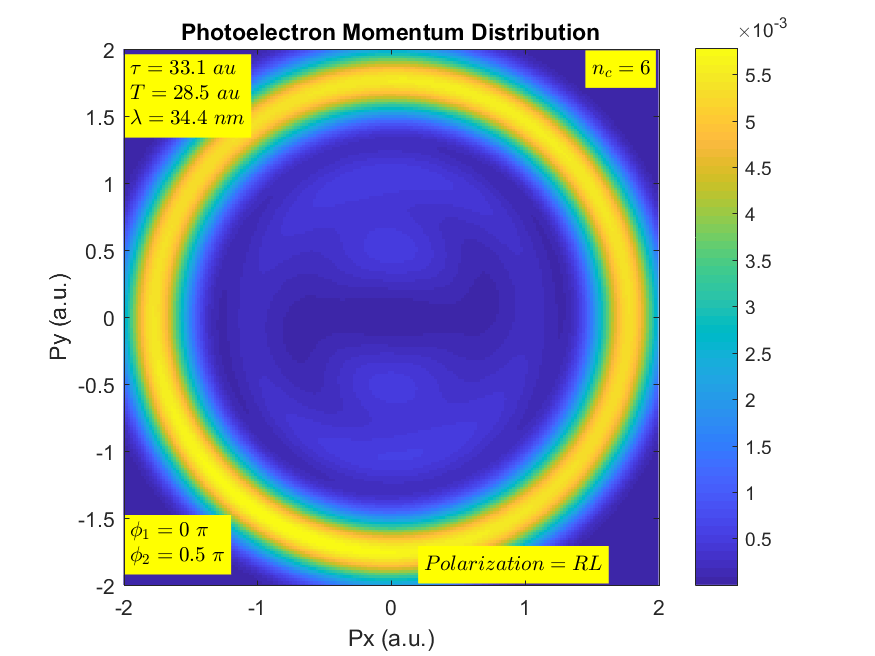 Photoelectron Momentum Distribution
×10⁻³
τ = 33.1 au
T = 28.5 au
λ = 34.4 nm
n_c = 6
2
1.5
1
0.5
0
-0.5
-1
-1.5
-2
Py (a.u.)
5.5
5
4.5
4
3.5
3
2.5
2
1.5
1
0.5
ϕ₁ = 0 π
ϕ₂ = 0.5 π
Polarization = RL
-2 -1 0 1 2
Px (a.u.)